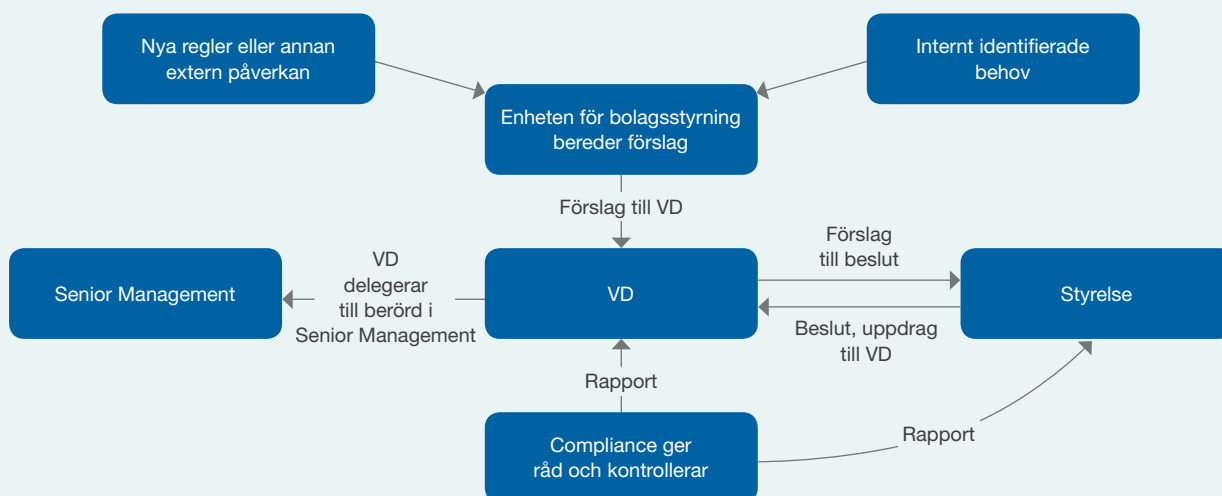 Nya regler eller annan
extern påverkan
Internt identifierade
behov
Enheten för bolagsstyrning
bereder förslag
Förslag till VD
Senior Management
VD
delegerar
till berörd i
Senior Management
VD
Förslag
till beslut
Beslut, uppdrag
till VD
Styrelse
Rapport
Compliance ger
råd och kontrollerar
Rapport